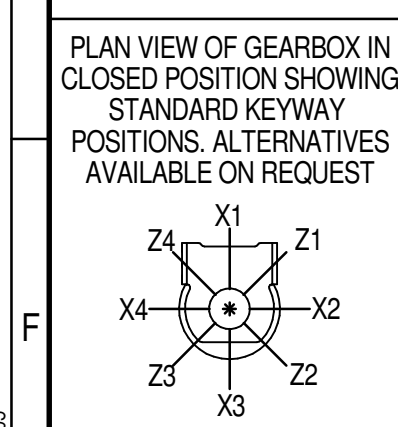 PLAN VIEW OF GEARBOX IN
CLOSED POSITION SHOWING
STANDARD KEYWAY
POSITIONS. ALTERNATIVES
AVAILABLE ON REQUEST
X1
Z4 Z1
X4 X2
F
Z3 Z2
X3